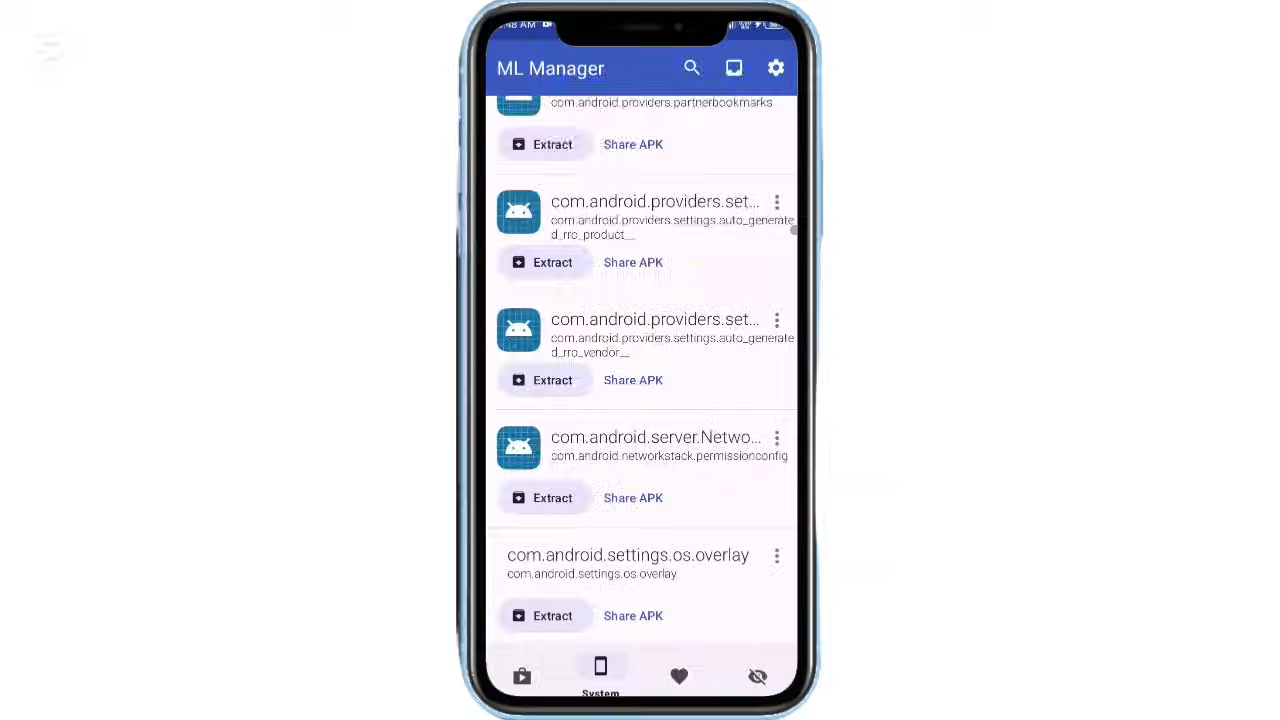 :48 AM
ML Manager
com.android.providers.partnerbookmarks
Extract Share APK
com.android.providers.set...
com.android.providers.settings.auto_generate
d_rro_product__
Extract Share APK
com.android.providers.set...
com.android.providers.settings.auto_generate
d_rro_vendor__
Extract Share APK
com.android.server.Netwo...
com.android.networkstack.permissionconfig
Extract Share APK
com.android.settings.os.overlay
com.android.settings.os.overlay
Extract Share APK
System